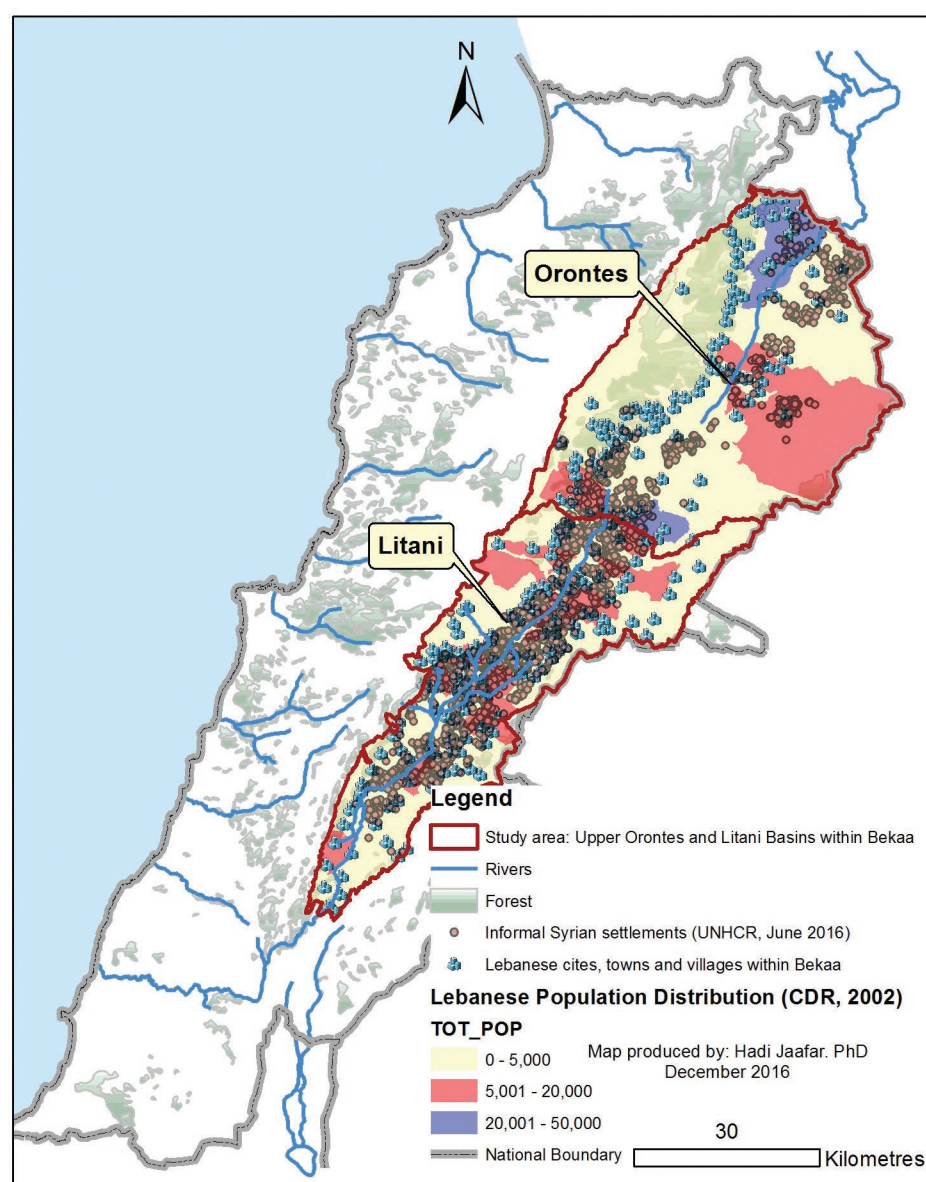 N
Orontes
Litani
Legend
Study area: Upper Orontes and Litani Basins within Bekaa
Rivers
Forest
Informal Syrian settlements (UNHCR, June 2016)
Lebanese cites, towns and villages within Bekaa
Lebanese Population Distribution (CDR, 2002)
TOT_POP
0 - 5,000
5,001 - 20,000
20,001 - 50,000
National Boundary
Map produced by: Hadi Jaafar. PhD
December 2016
30
Kilometres